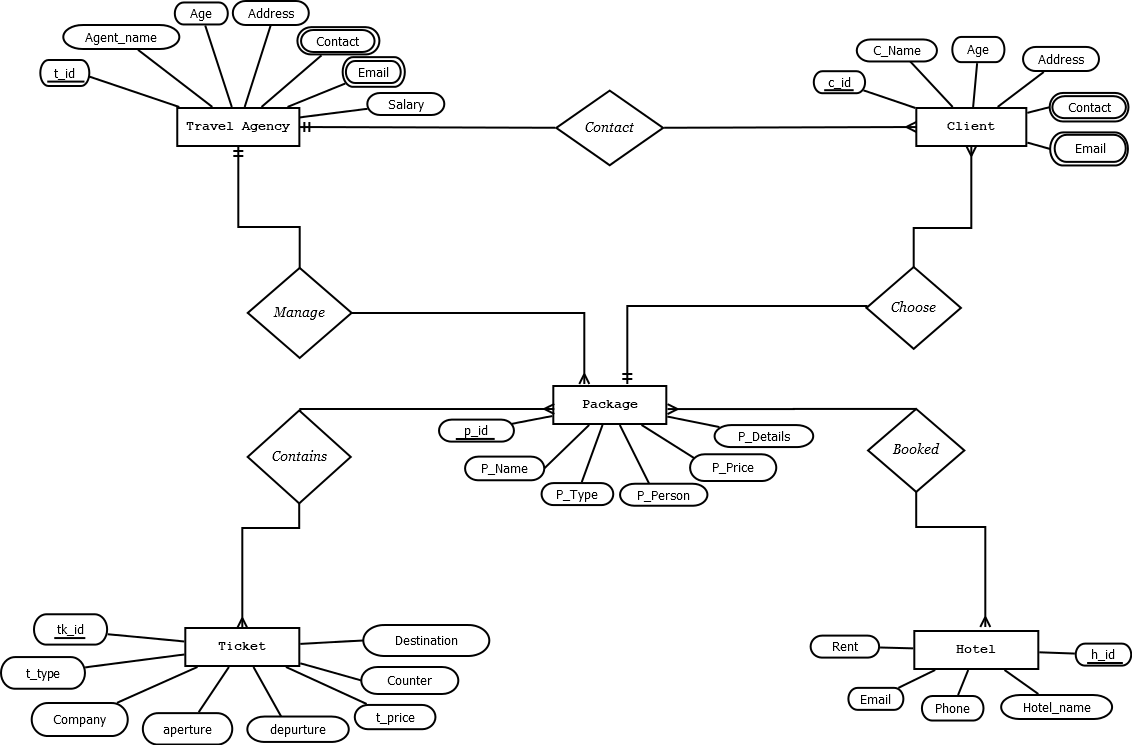 Age
Address
Agent_name
Contact
t_id
Email
Salary
Travel Agency
Contact
C_Name
Age
Address
c_id
Contact
Client
Email
Manage
Choose
Package
p_id
P_Details
P_Name
P_Price
P_Type
P_Person
Contains
Booked
tk_id
Destination
Ticket
t_type
Counter
Company
t_price
aperture
depurture
Rent
Hotel
h_id
Email
Phone
Hotel_name